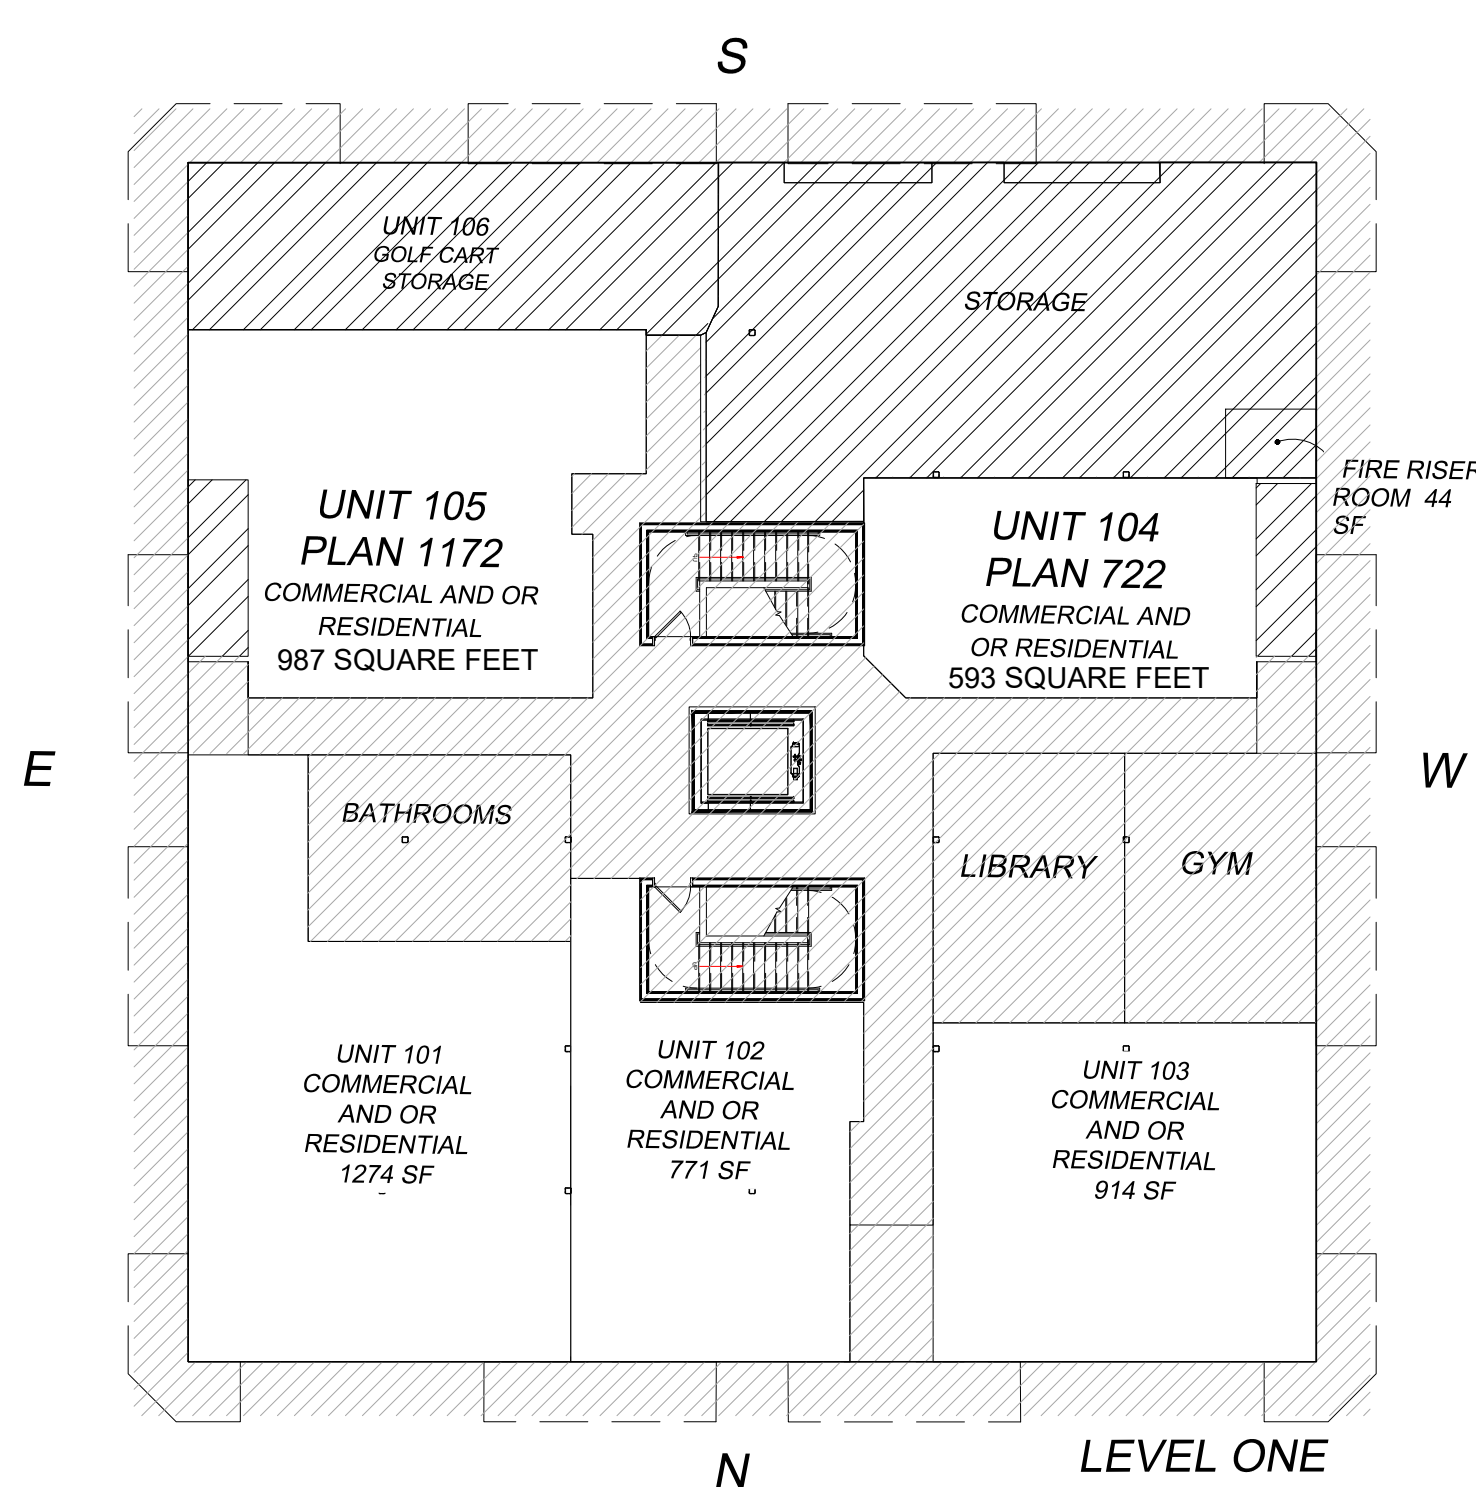 S
UNIT 106
GOLF CART
STORAGE
STORAGE
FIRE RISER
ROOM 44
SF
UNIT 105
PLAN 1172
COMMERCIAL AND OR
RESIDENTIAL
987 SQUARE FEET
UNIT 104
PLAN 722
COMMERCIAL AND
OR RESIDENTIAL
593 SQUARE FEET
E
W
BATHROOMS
LIBRARY
GYM
UNIT 101
COMMERCIAL
AND OR
RESIDENTIAL
1274 SF
UNIT 102
COMMERCIAL
AND OR
RESIDENTIAL
771 SF
UNIT 103
COMMERCIAL
AND OR
RESIDENTIAL
914 SF
LEVEL ONE
N